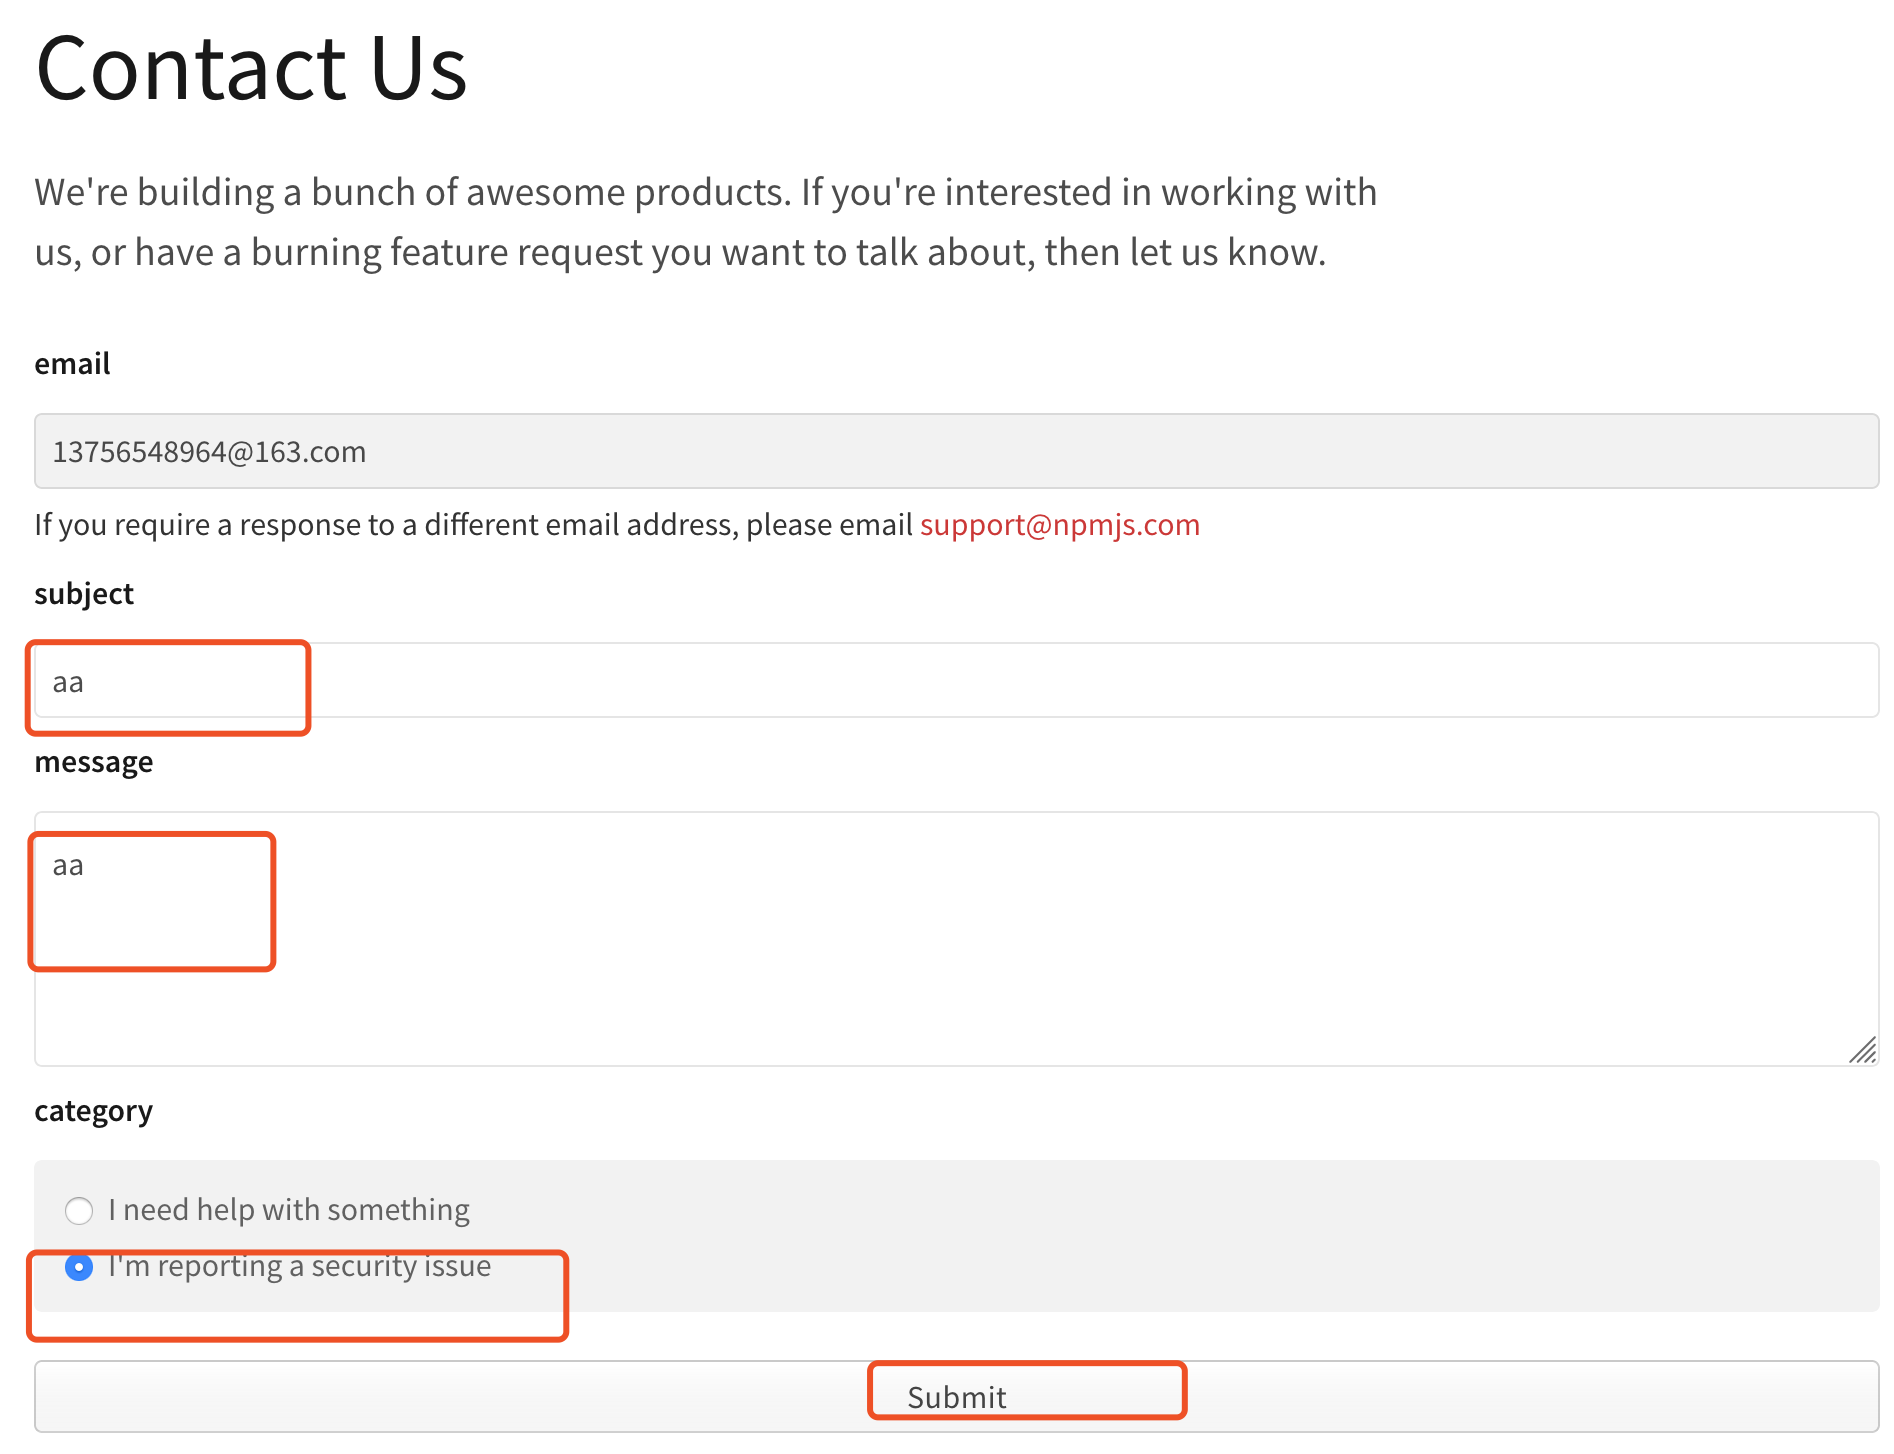 Contact Us
We're building a bunch of awesome products. If you're interested in working with
us, or have a burning feature request you want to talk about, then let us know.
email
13756548964@163.com
If you require a response to a different email address, please email support@npmjs.com
subject
aa
message
aa
category
I need help with something
I'm reporting a security issue
Submit